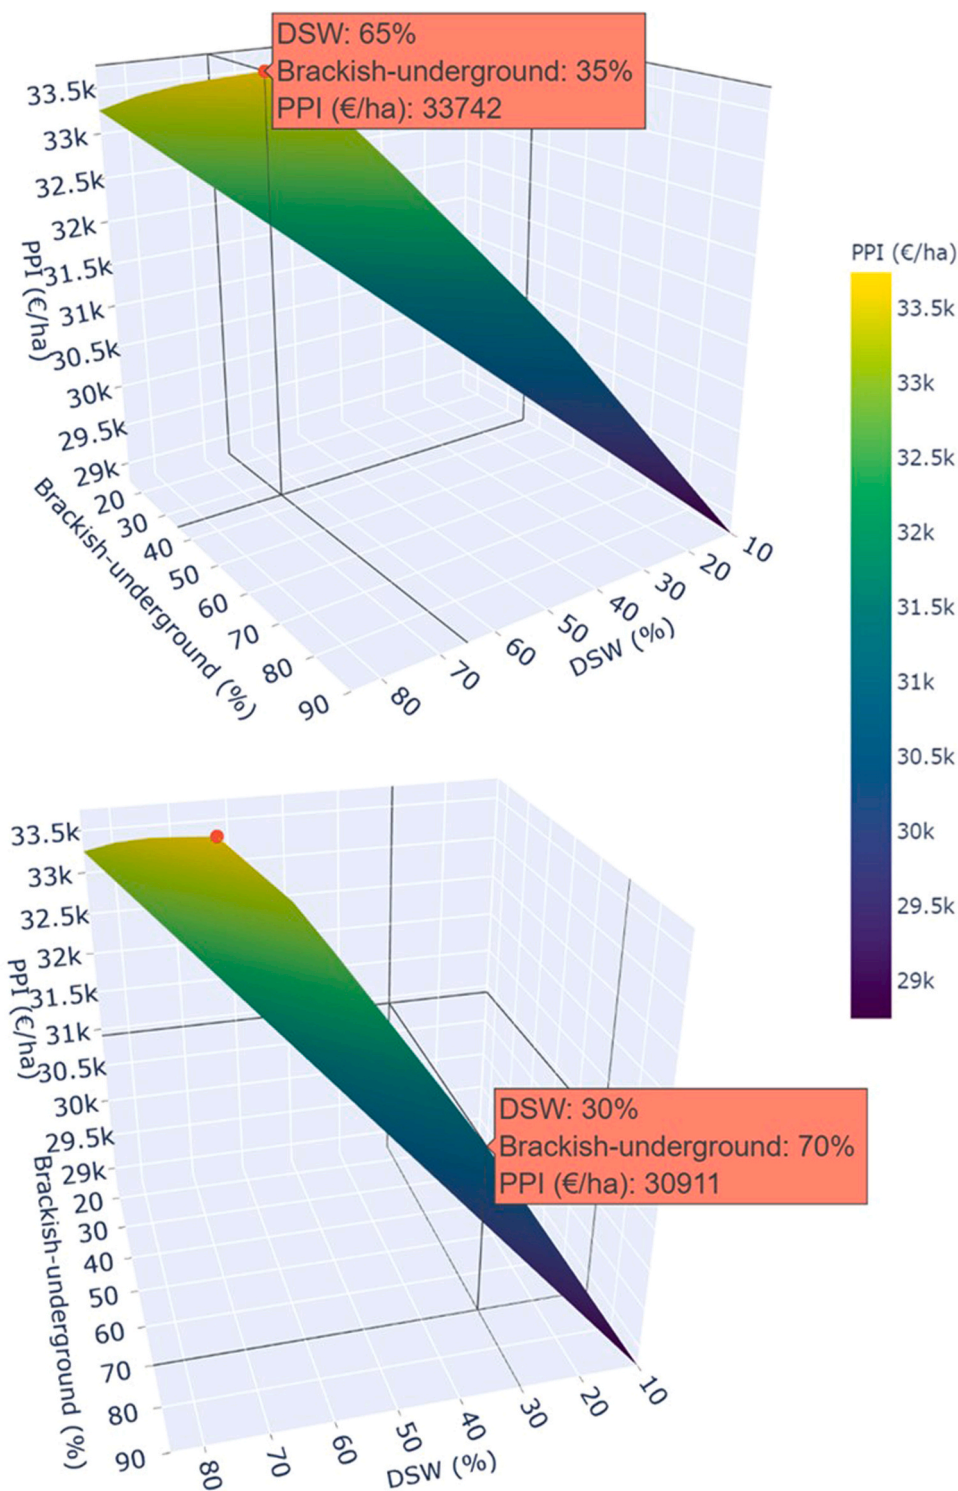 DSW: 65%
Brackish-underground: 35%
PPI (€/ha): 33742
33.5k
33k
32.5k
32k
31.5k
31k
30.5k
30k
29.5k
29k
PPI (€/ha)
20
30
40
50
60
70
80
90
Brackish-underground (%)
80
70
60
50
40
30
20
10
DSW (%)
PPI (€/ha)
33.5k
33k
32.5k
32k
31.5k
31k
30.5k
30k
29.5k
29k
33.5k
33k
32.5k
32k
31.5k
31k
30.5k
30k
29.5k
29k
PPI (€/ha)
DSW: 30%
Brackish-underground: 70%
PPI (€/ha): 30911
20
30
40
50
60
70
80
90
Brackish-underground (%)
80
70
60
50
40
30
20
10
DSW (%)